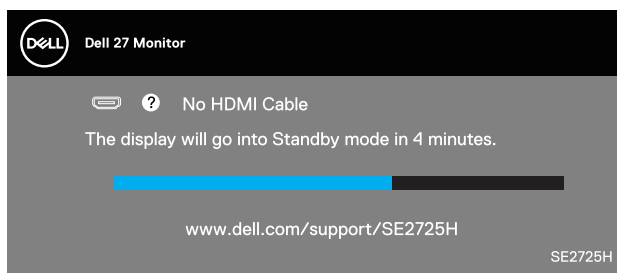 DELL
Dell 27 Monitor
? No HDMI Cable
The display will go into Standby mode in 4 minutes.
www.dell.com/support/SE2725H
SE2725H